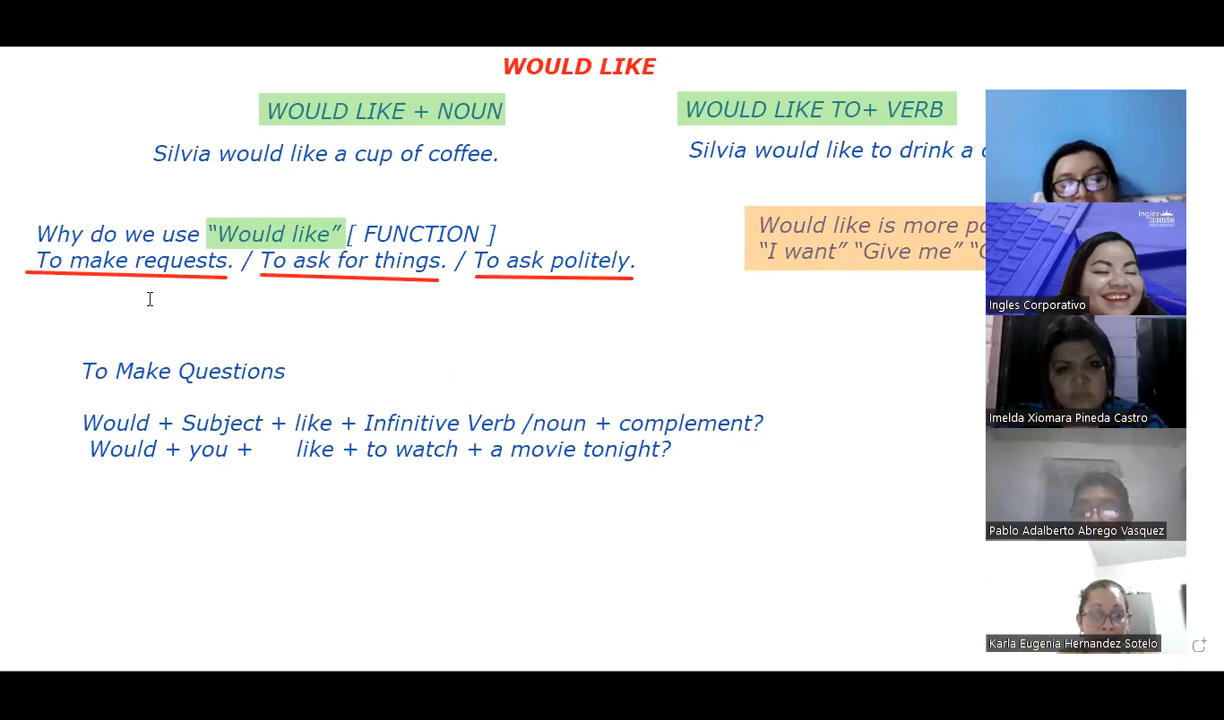 WOULD LIKE
WOULD LIKE + NOUN
WOULD LIKE TO+ VERB
Silvia would like a cup of coffee.
Silvia would like to drink a
Why do we use “Would like” [ FUNCTION ]
To make requests. / To ask for things. / To ask politely.
Would like is more
“I want” “Give me”
To Make Questions
Would + Subject + like + Infinitive Verb /noun + complement?
Would + you + like + to watch + a movie tonight?
Ingles
corporativo
Ingles Corporativo
Imelda Xiomara Pineda Castro
Pablo Adalberto Abrego Vasquez
Karla Eugenia Hernandez Sotelo